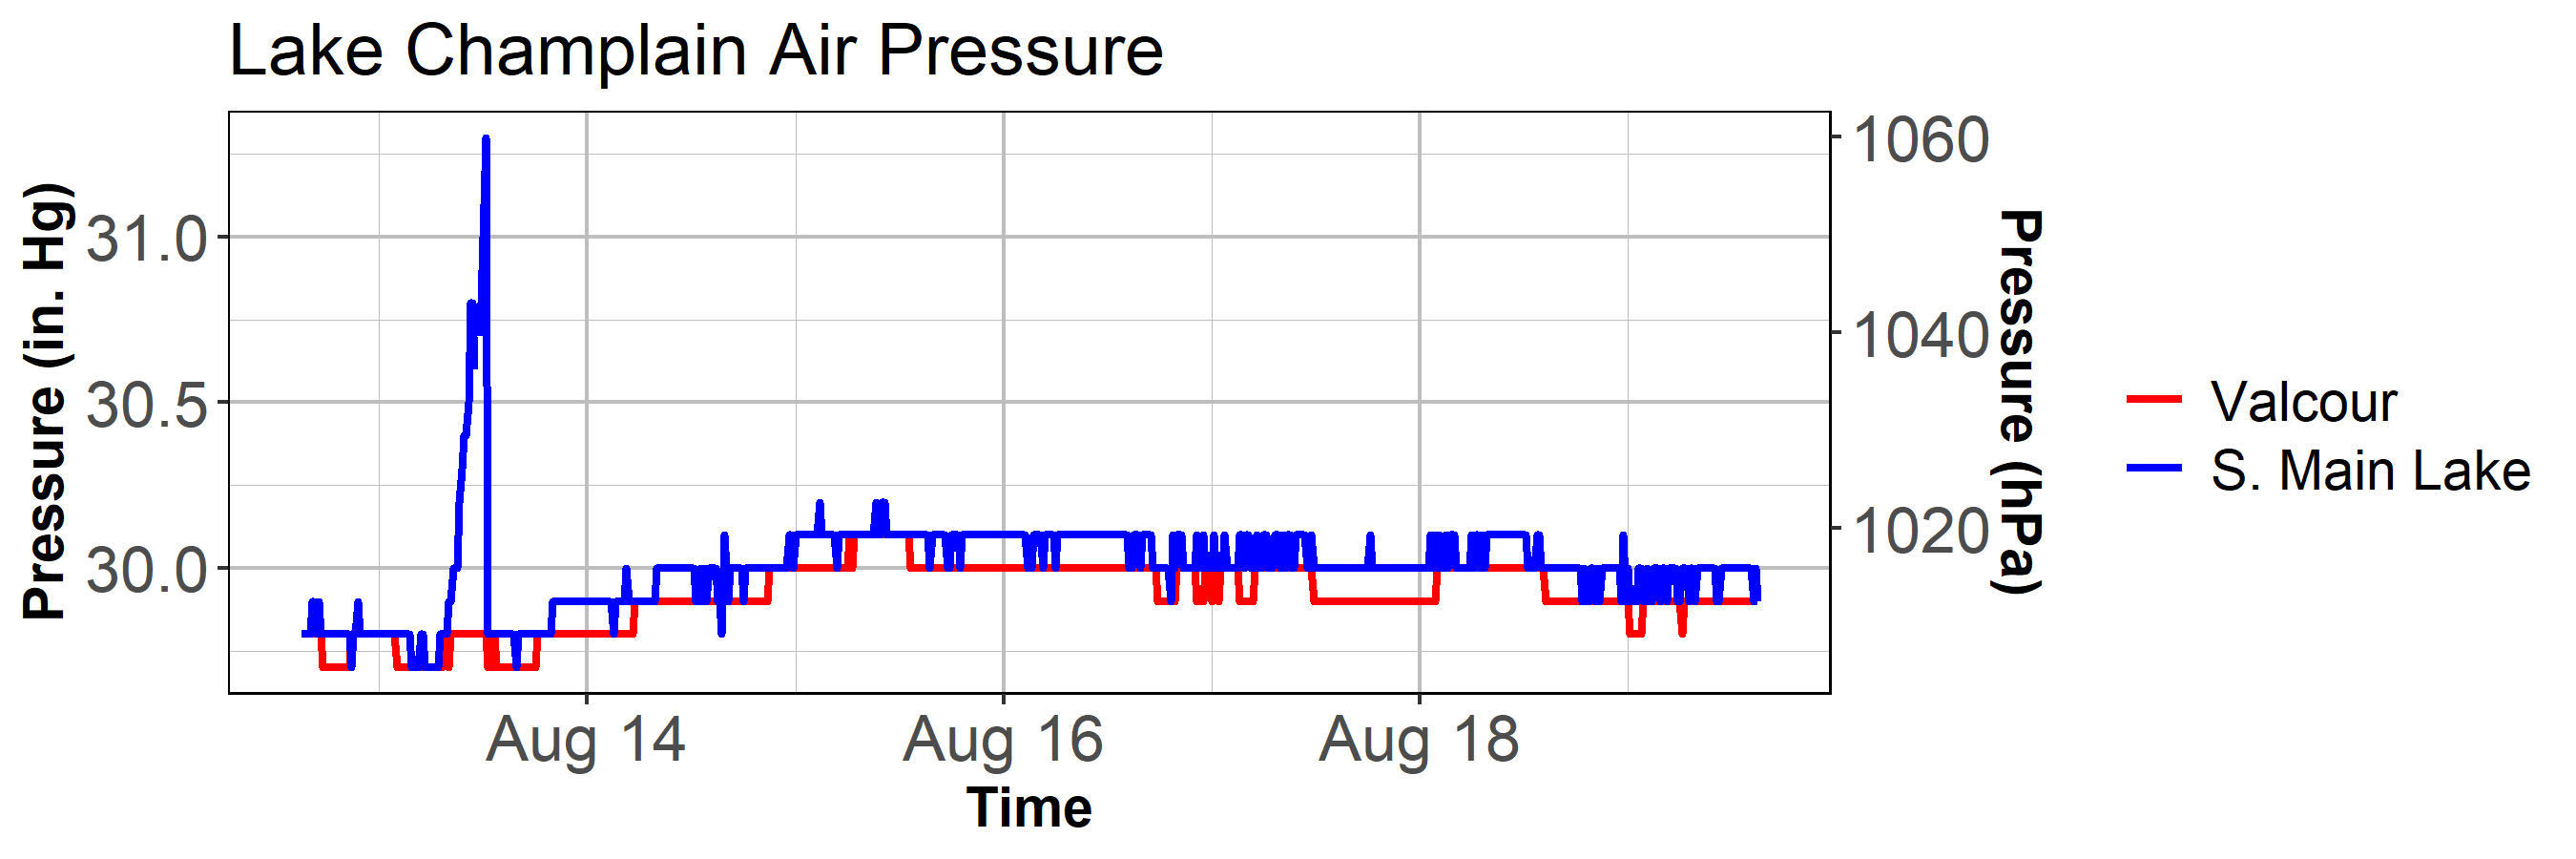 Lake Champlain Air Pressure
Pressure (in. Hg)
31.0
30.5
30.0
1060
1040
1020
Pressure (hPa)
Valcour
S. Main Lake
Aug 14
Aug 16
Aug 18
Time